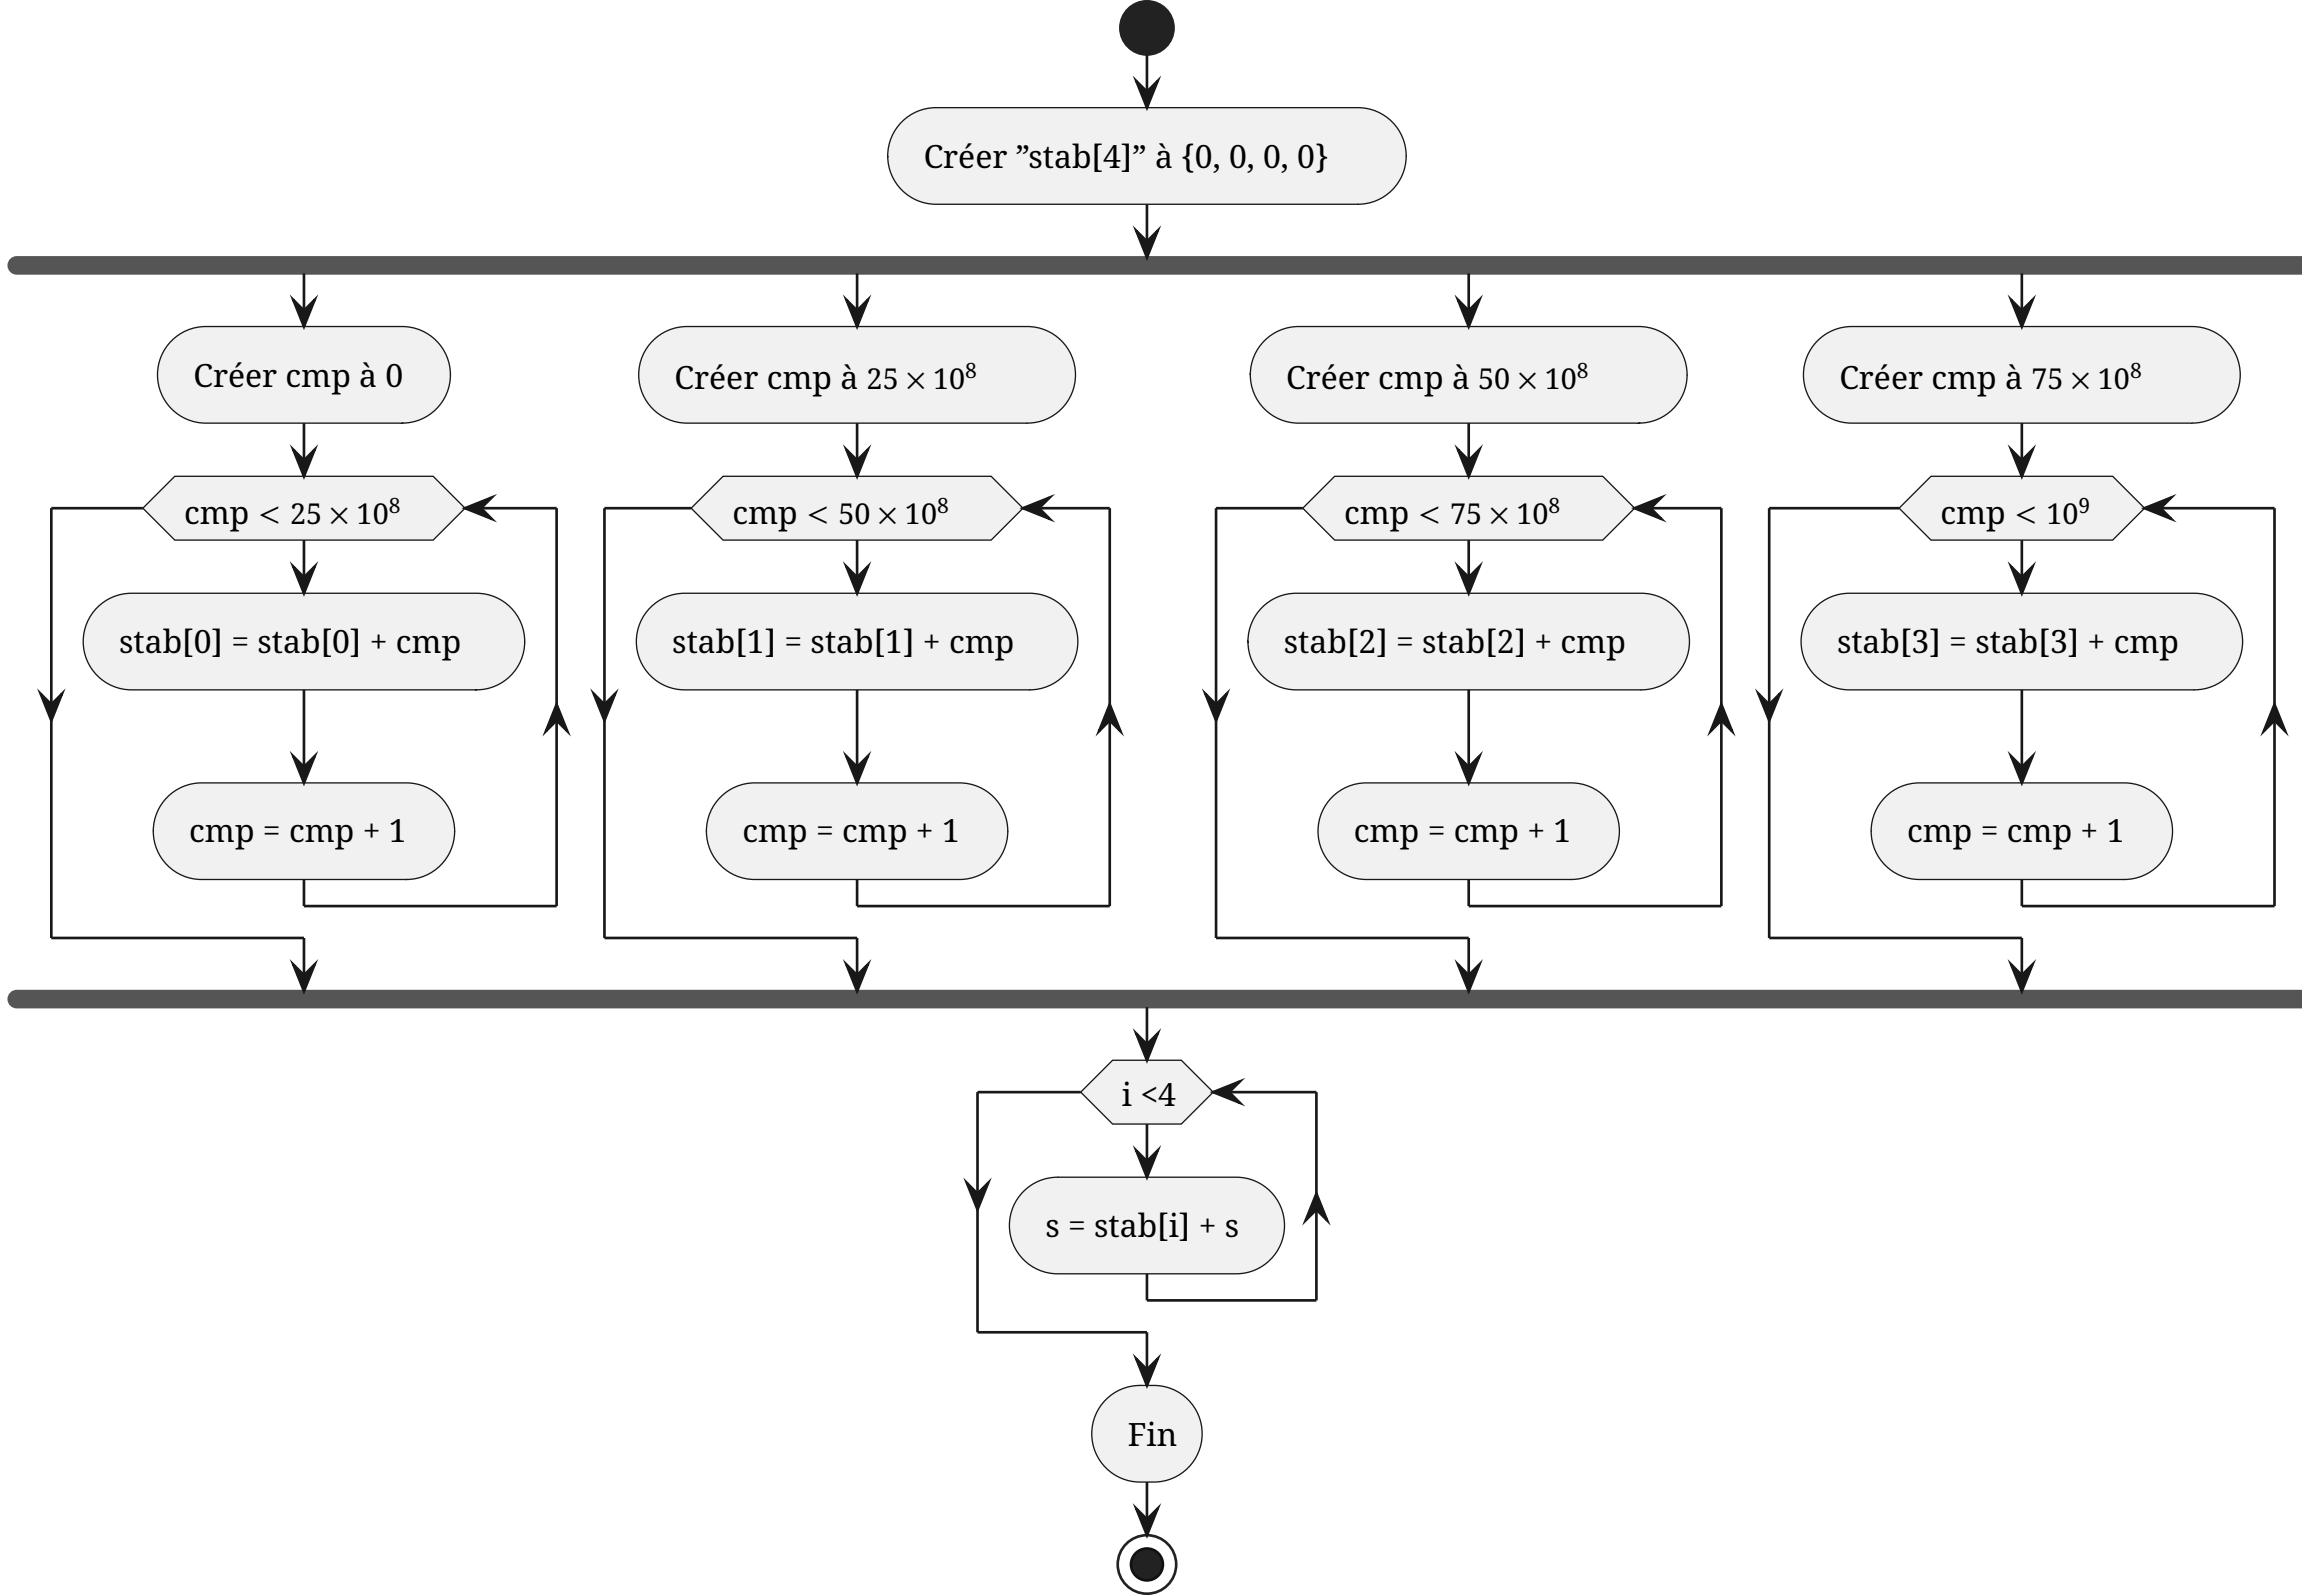 Créer ”stab[4]” à {0, 0, 0, 0}
Créer cmp à 0
Créer cmp à 25 × 10⁸
Créer cmp à 50 × 10⁸
Créer cmp à 75 × 10⁸
cmp < 25 × 10⁸
cmp < 50 × 10⁸
cmp < 75 × 10⁸
cmp < 10⁹
stab[0] = stab[0] + cmp
stab[1] = stab[1] + cmp
stab[2] = stab[2] + cmp
stab[3] = stab[3] + cmp
cmp = cmp + 1
cmp = cmp + 1
cmp = cmp + 1
cmp = cmp + 1
i <4
s = stab[i] + s
Fin